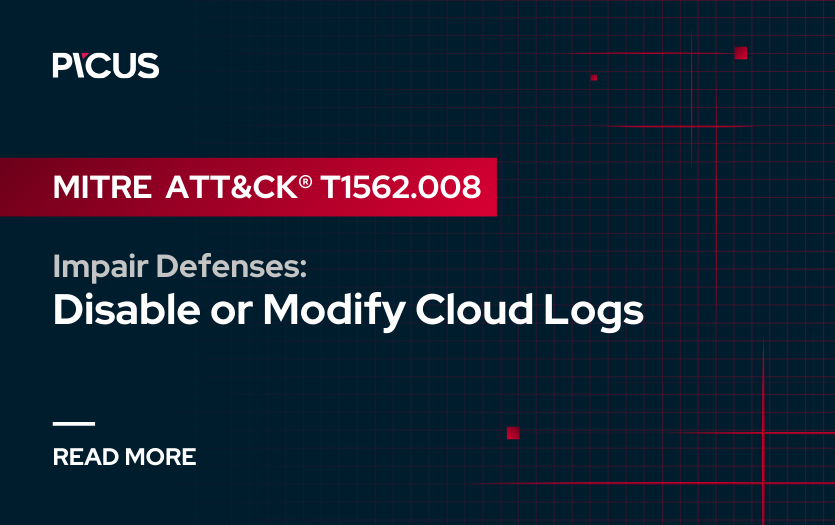 PICUS
MITRE ATT&CK® T1562.008
Impair Defenses:
Disable or Modify Cloud Logs
READ MORE